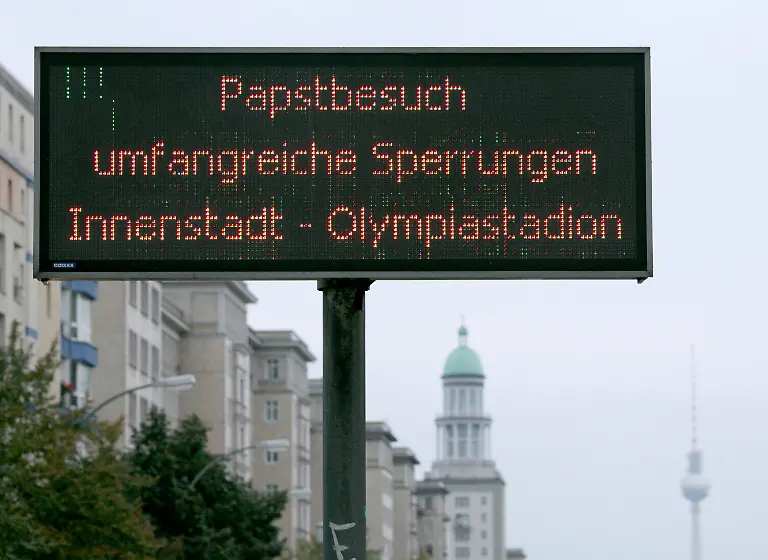 Papstbesuch
umfangreiche Sperrungen
Innenstadt - Olympiastadion